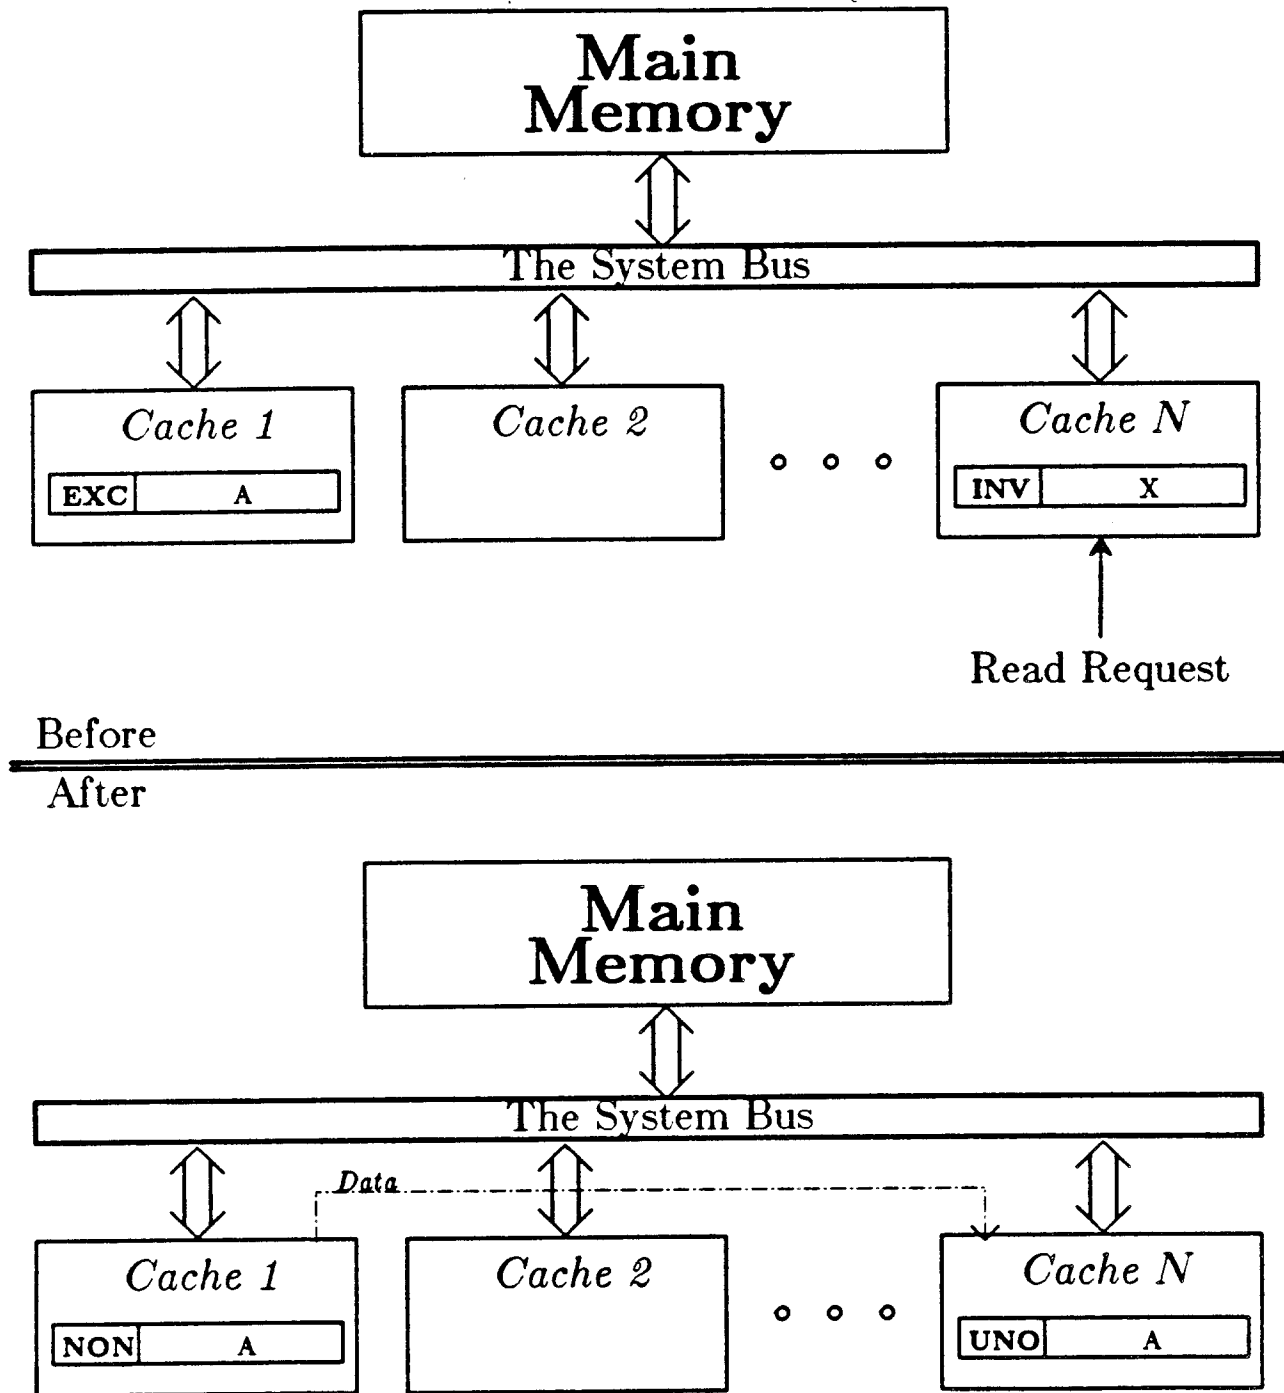 Main
Memory
The System Bus
Cache 1
Cache 2
Cache N
EXC A
INV X
Read Request
Before
After
Main
Memory
The System Bus
Data
Cache 1
Cache 2
Cache N
NON A
UNO A